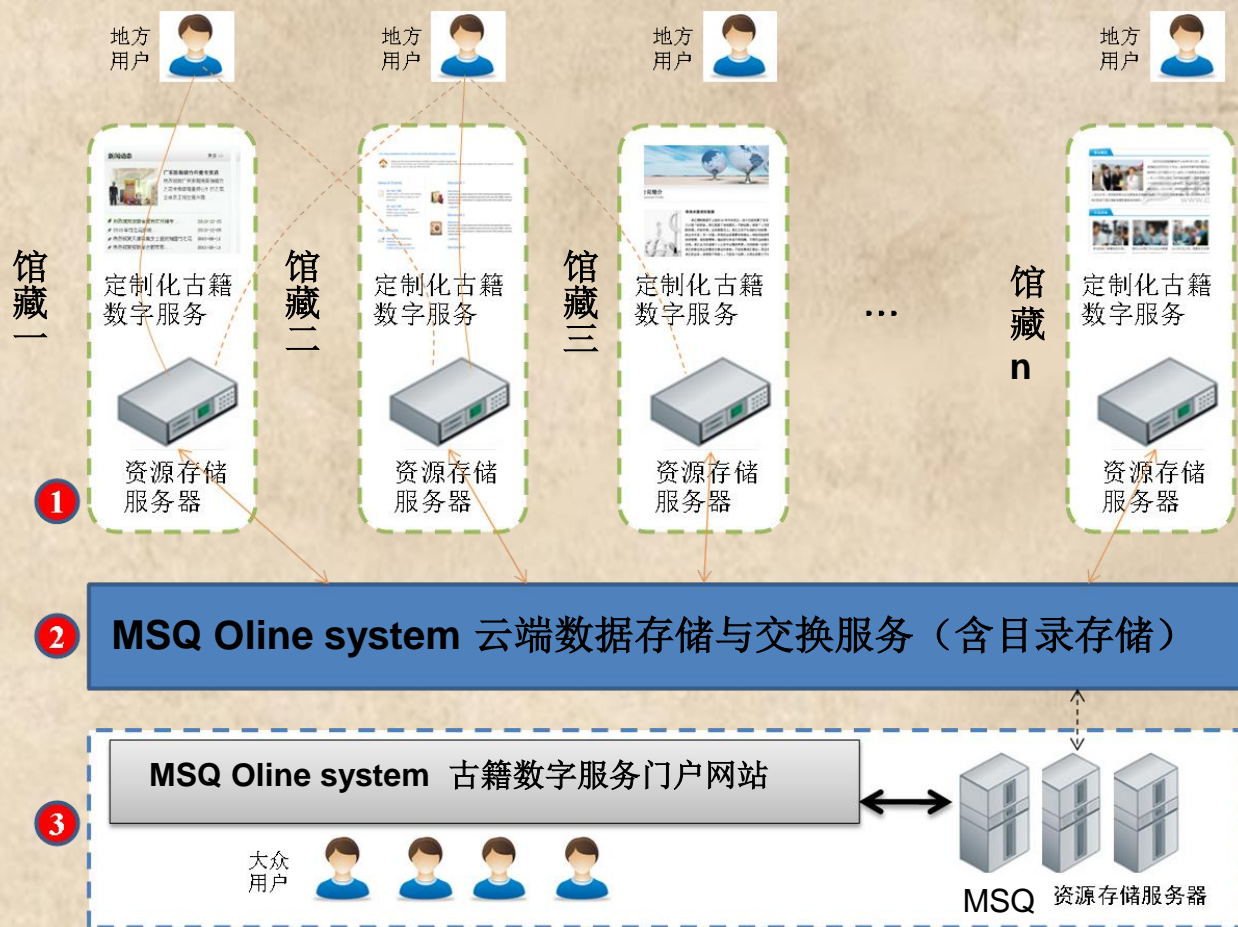 地方
用户
地方
用户
地方
用户
地方
用户
新闻动态
馆藏一
定制化古籍
数字服务
资源存储
服务器
馆藏二
定制化古籍
数字服务
资源存储
服务器
馆藏三
定制化古籍
数字服务
资源存储
服务器
...
馆藏n
定制化古籍
数字服务
资源存储
服务器
1
2
MSQ Oline system 云端数据存储与交换服务（含目录存储）
3
MSQ Oline system 古籍数字服务门户网站
大众
用户
MSQ 资源存储服务器